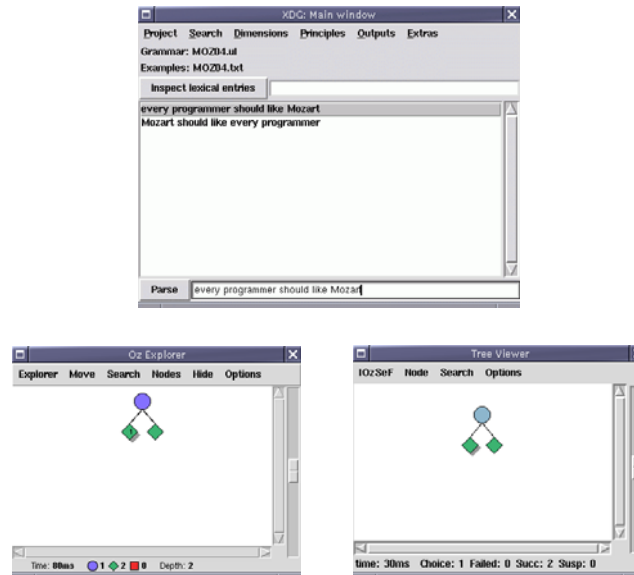 XDG: Main window
Project Search Dimensions Principles Outputs Extras
Grammar: MOZ04.ul
Examples: MOZ04.txt
Inspect lexical entries
every programmer should like Mozart
Mozart should like every programmer
Parse every programmer should like Mozart
Oz Explorer
Explorer Move Search Nodes Hide Options
1
Time: 80ms 1 2 0 Depth: 2
Tree Viewer
IOzSeF Node Search Options
time: 30ms Choice: 1 Failed: 0 Succ: 2 Susp: 0